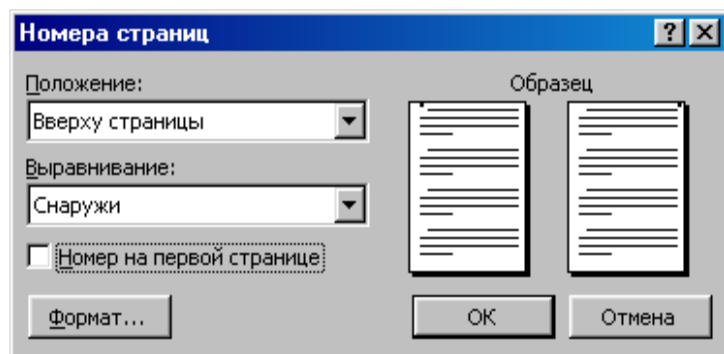 Номера страниц
Положение:
Вверху страницы
Выравнивание:
Снаружи
Номер на первой странице
Формат...
Образец
ОК
Отмена